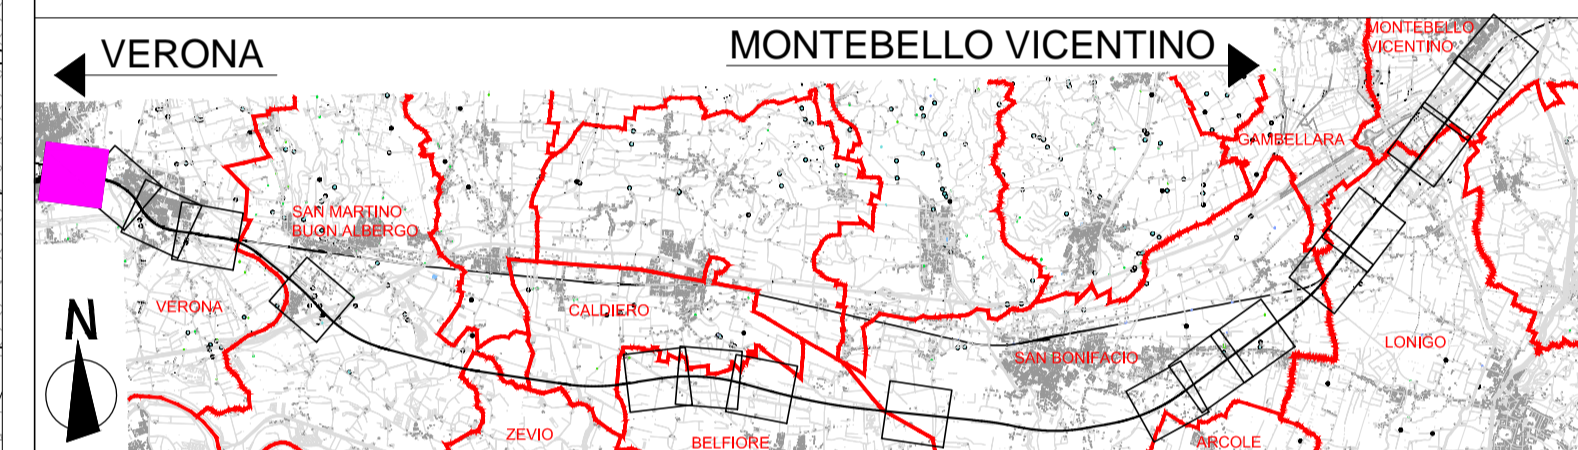 VERONA
MONTEBELLO VICENTINO
MONTEBELLO
VICENTINO
GAMBELLARA
SAN MARTINO
BUON ALBERGO
VERONA
CALDIERO
N
SAN BONIFACIO
LONIGO
ZEVIO
BELFIORE
ARCOLE